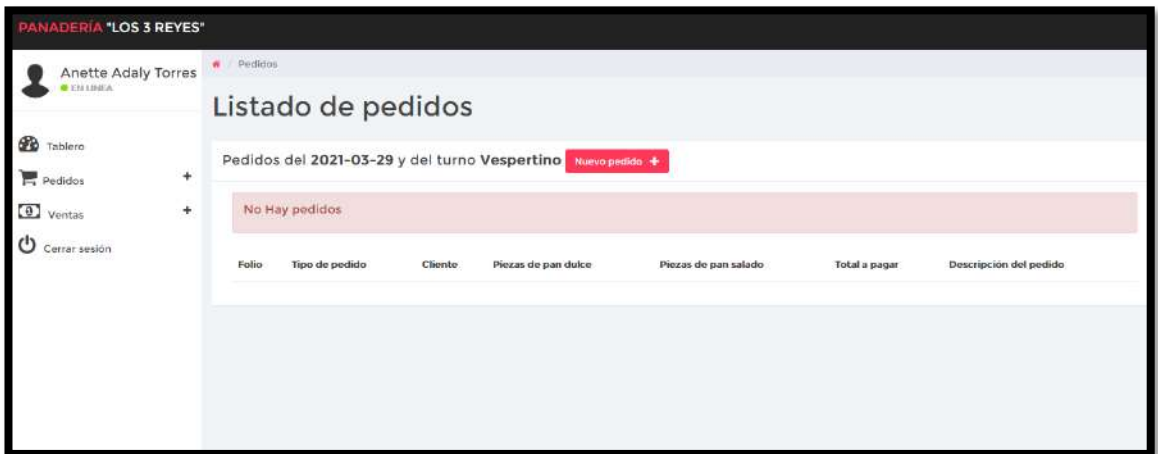 PANADERÍA "LOS 3 REYES"
Anette Adaly Torres
EN LINEA
Tablero
Pedidos +
Ventas +
Cerrar sesión
/ Pedidos
Listado de pedidos
Pedidos del 2021-03-29 y del turno Vespertino Nuevo pedido +
No Hay pedidos
Folio Tipo de pedido Cliente Piezas de pan dulce Piezas de pan salado Total a pagar Descripción del pedido